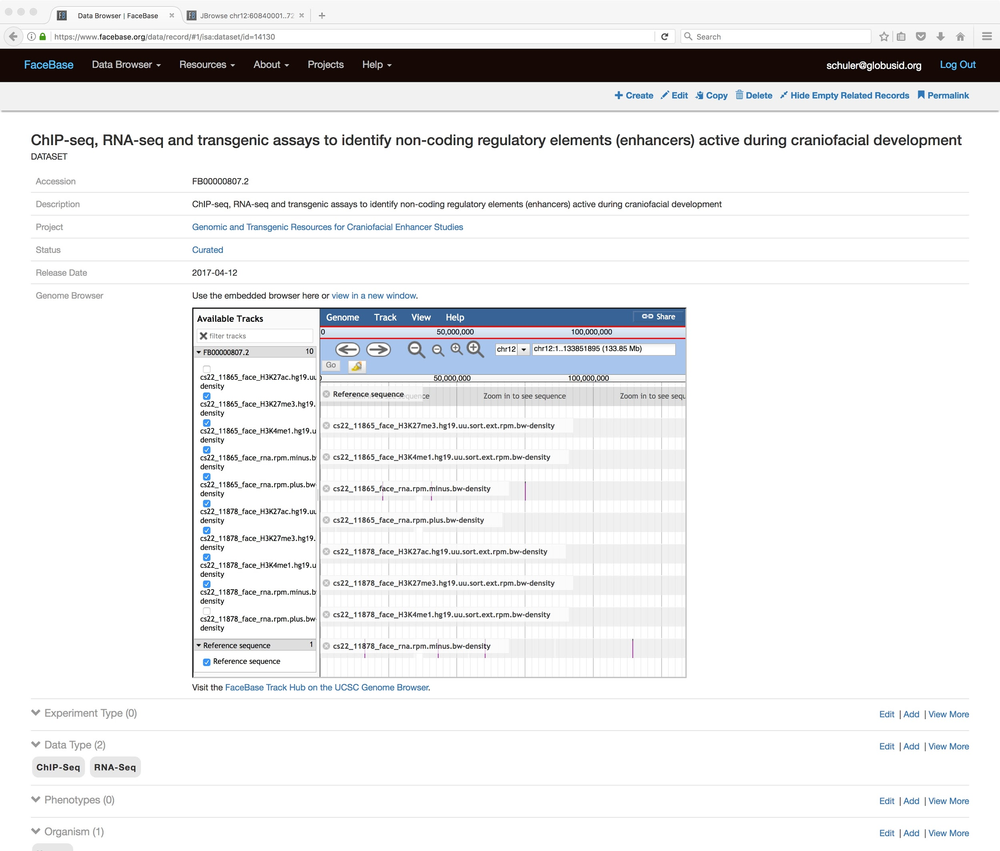 Data Browser | FaceBase
JBrowse chr12:60840001..72
https://www.facebase.org/data/record/#1/isa:dataset/id=14130
Search
FaceBase Data Browser Resources About Projects Help schuler@globusid.org Log Out
Create Edit Copy Delete Hide Empty Related Records Permalink
ChIP-seq, RNA-seq and transgenic assays to identify non-coding regulatory elements (enhancers) active during craniofacial development
DATASET
Accession FB00000807.2
Description ChIP-seq, RNA-seq and transgenic assays to identify non-coding regulatory elements (enhancers) active during craniofacial development
Project Genomic and Transgenic Resources for Craniofacial Enhancer Studies
Status Curated
Release Date 2017-04-12
Genome Browser Use the embedded browser here or view in a new window.
Available Tracks
filter tracks
FB00000807.2 10
cs22_11865_face_H3K27ac.hg19.uu
density
cs22_11865_face_H3K27me3.hg19.
density
cs22_11865_face_H3K4me1.hg19.u
density
cs22_11865_face_rna.rpm.minus.b
density
cs22_11865_face_rna.rpm.plus.bw-
density
cs22_11878_face_H3K27ac.hg19.uu
density
cs22_11878_face_H3K27me3.hg19.
density
cs22_11878_face_H3K4me1.hg19.u
density
cs22_11878_face_rna.rpm.minus.b
density
cs22_11878_face_rna.rpm.plus.bw-
density
Reference sequence 1
Reference sequence
Genome Track View Help Share
0 50,000,000 100,000,000
chr12 chr12:1..133851895 (133.85 Mb)
Go
0 50,000,000 100,000,000
Reference sequence Zoom in to see sequence Zoom in to see sequ
cs22_11865_face_H3K27me3.hg19.uu.sort.ext.rpm.bw-density
cs22_11865_face_H3K4me1.hg19.uu.sort.ext.rpm.bw-density
cs22_11865_face_rna.rpm.minus.bw-density
cs22_11865_face_rna.rpm.plus.bw-density
cs22_11878_face_H3K27ac.hg19.uu.sort.ext.rpm.bw-density
cs22_11878_face_H3K27me3.hg19.uu.sort.ext.rpm.bw-density
cs22_11878_face_H3K4me1.hg19.uu.sort.ext.rpm.bw-density
cs22_11878_face_rna.rpm.minus.bw-density
Visit the FaceBase Track Hub on the UCSC Genome Browser.
Experiment Type (0) Edit | Add | View More
Data Type (2) Edit | Add | View More
ChIP-Seq RNA-Seq
Phenotypes (0) Edit | Add | View More
Organism (1) Edit | Add | View More